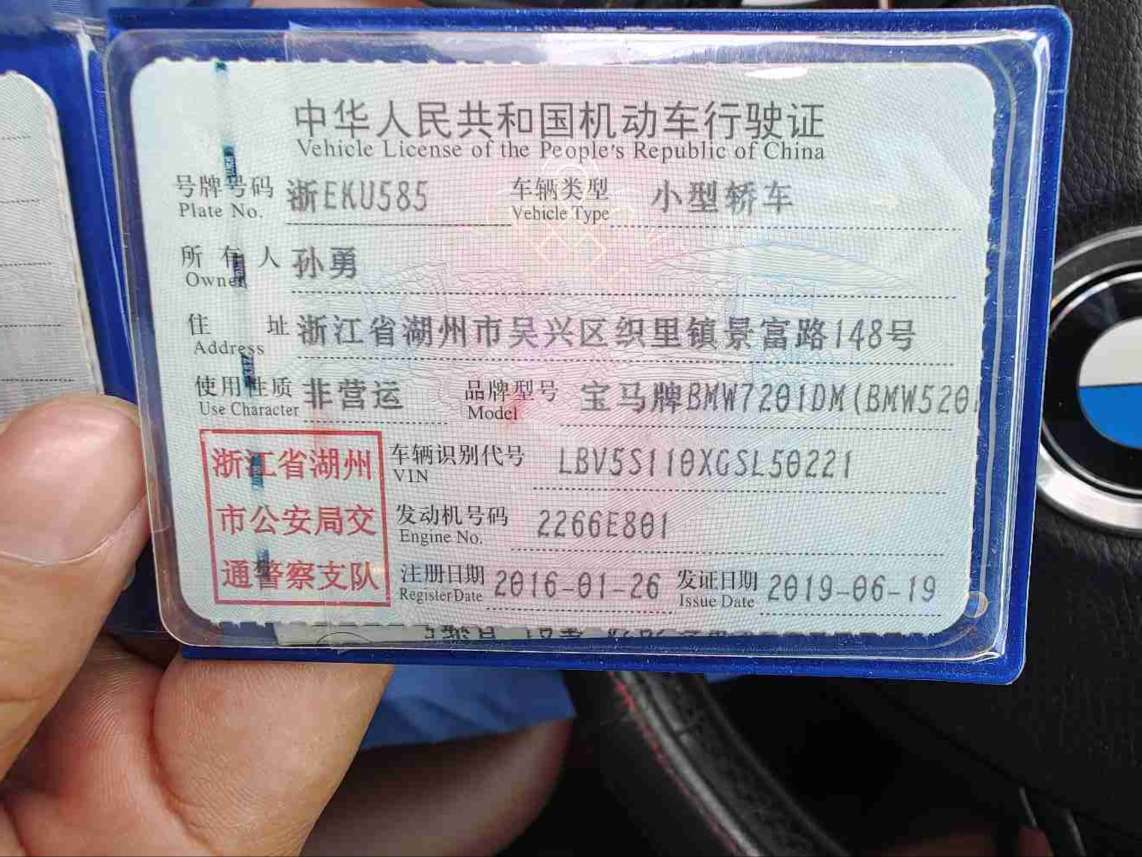 中华人民共和国机动车行驶证
Vehicle License of the People's Republic of China
号牌号码 浙EKU585 车辆类型 小型轿车
Plate No. Vehicle Type
所有人 孙勇
Owner
住址 浙江省湖州市吴兴区织里镇景富路148号
Address
使用性质 非营运 品牌型号 宝马牌BMW7201DM(BMW520
Use Character Model
浙江省湖州
市公安局交
通警察支队
车辆识别代号 LBV5S110XGSL50221
VIN
发动机号码 2266E801
Engine No.
注册日期 2016-01-26 发证日期 2019-06-19
Register Date Issue Date